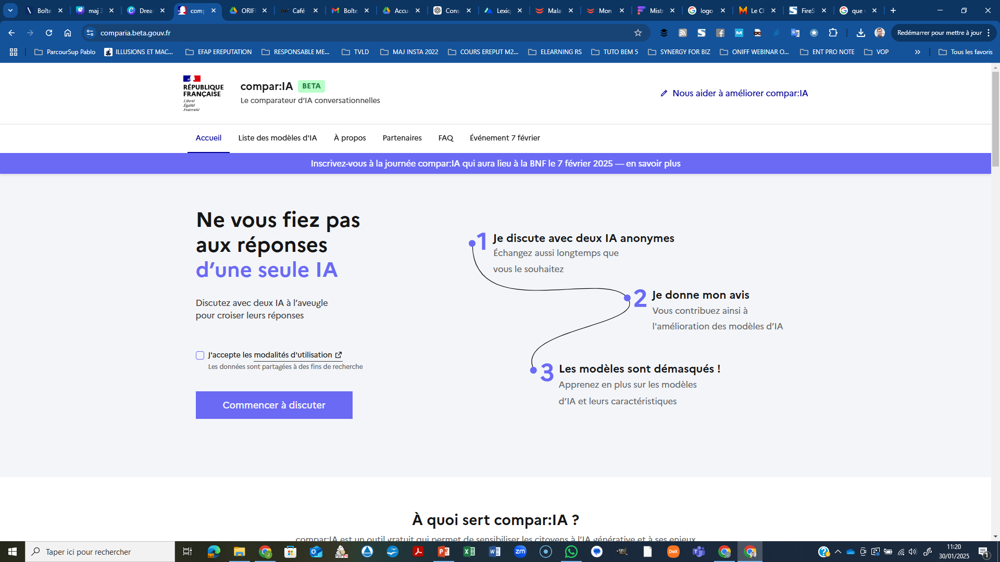 Boîte
maj 3
Drea
comp
ORIF
Café
Boîte
Accu
Cons
Lexiq
Mala
Mon
Mistr
logo
Le Cl
FireS
que v
comparia.beta.gouv.fr
Redémarrer pour mettre à jour
ParcourSup Pablo
ILLUSIONS ET MAC...
EFAP EREPUTATION
RESPONSABLE ME...
TVLD
MAJ INSTA 2022
COURS EREPUT M2...
ELEARNING RS
TUTO BEM 5
SYNERGY FOR BIZ
ONIFF WEBINAR O...
ENT PRO NOTE
VOP
Tous les favoris
RÉPUBLIQUE
FRANÇAISE
Liberté
Égalité
Fraternité
compar:IA BETA
Le comparateur d’IA conversationnelles
Nous aider à améliorer compar:IA
Accueil
Liste des modèles d'IA
À propos
Partenaires
FAQ
Événement 7 février
Inscrivez-vous à la journée compar:IA qui aura lieu à la BNF le 7 février 2025 — en savoir plus
Ne vous fiez pas
aux réponses
d’une seule IA
Discutez avec deux IA à l’aveugle
pour croiser leurs réponses
J'accepte les modalités d'utilisation
Les données sont partagées à des fins de recherche
Commencer à discuter
1 Je discute avec deux IA anonymes
Échangez aussi longtemps que
vous le souhaitez
2 Je donne mon avis
Vous contribuez ainsi à
l'amélioration des modèles d’IA
3 Les modèles sont démasqués !
Apprenez en plus sur les modèles
d’IA et leurs caractéristiques
À quoi sert compar:IA ?
compar:IA est un outil gratuit qui permet de sensibiliser les citoyens à l’IA générative et à ses enjeux
Taper ici pour rechercher
11:20
30/01/2025
1